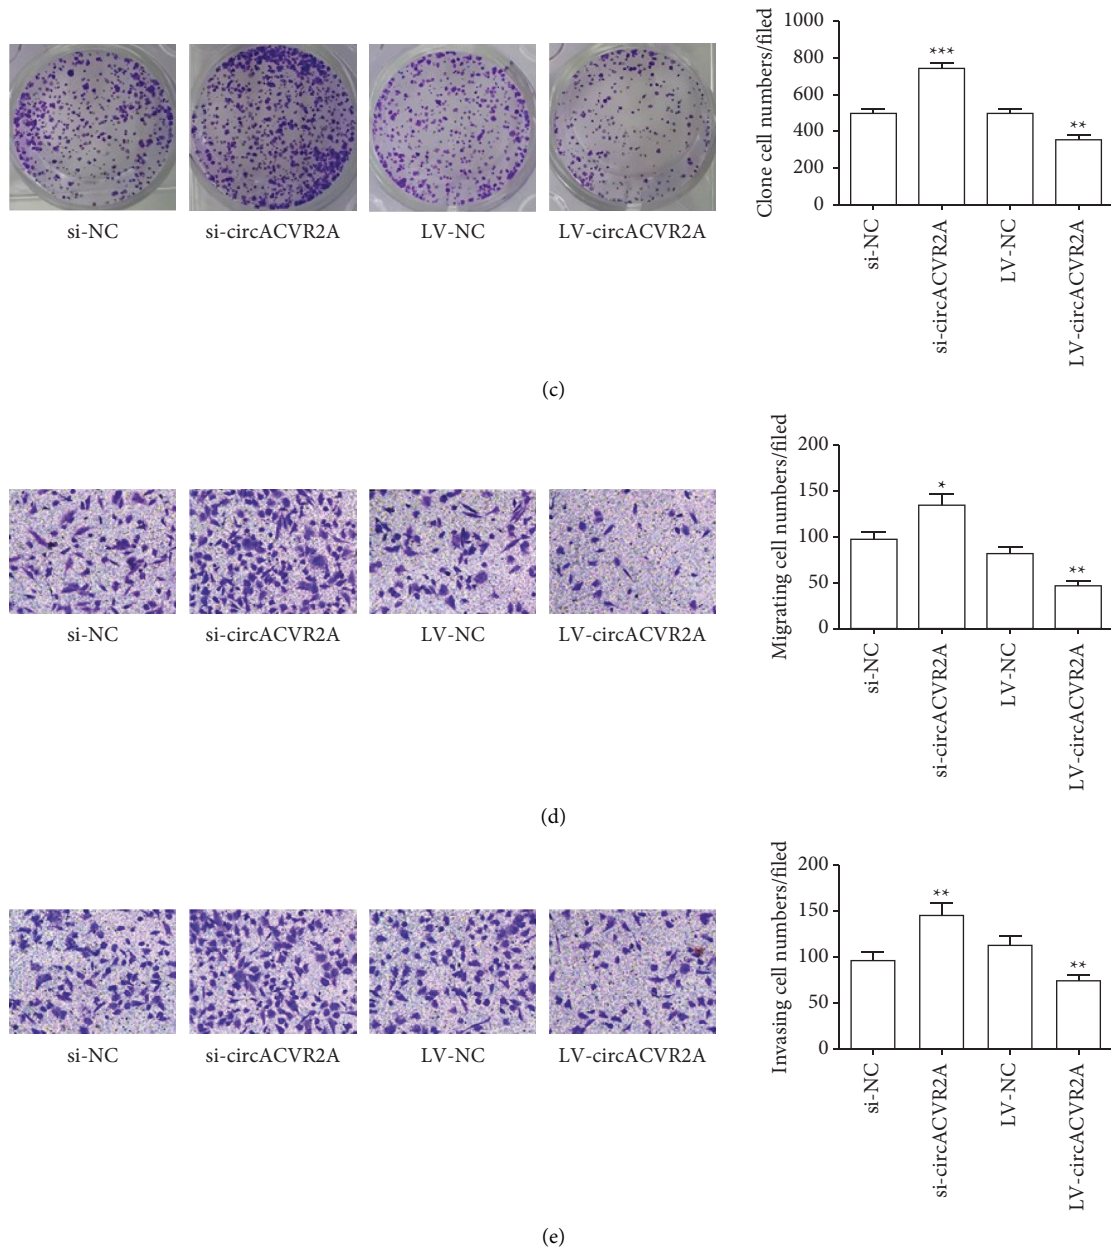 si-NC
si-circACVR2A
LV-NC
LV-circACVR2A
Clone cell numbers/filed
1000
800
600
400
200
0
***
**
si-NC
si-circACVR2A
LV-NC
LV-circACVR2A
(c)
si-NC
si-circACVR2A
LV-NC
LV-circACVR2A
Migrating cell numbers/filed
200
150
100
50
0
*
**
si-NC
si-circACVR2A
LV-NC
LV-circACVR2A
(d)
si-NC
si-circACVR2A
LV-NC
LV-circACVR2A
Invasing cell numbers/filed
200
150
100
50
0
**
**
si-NC
si-circACVR2A
LV-NC
LV-circACVR2A
(e)